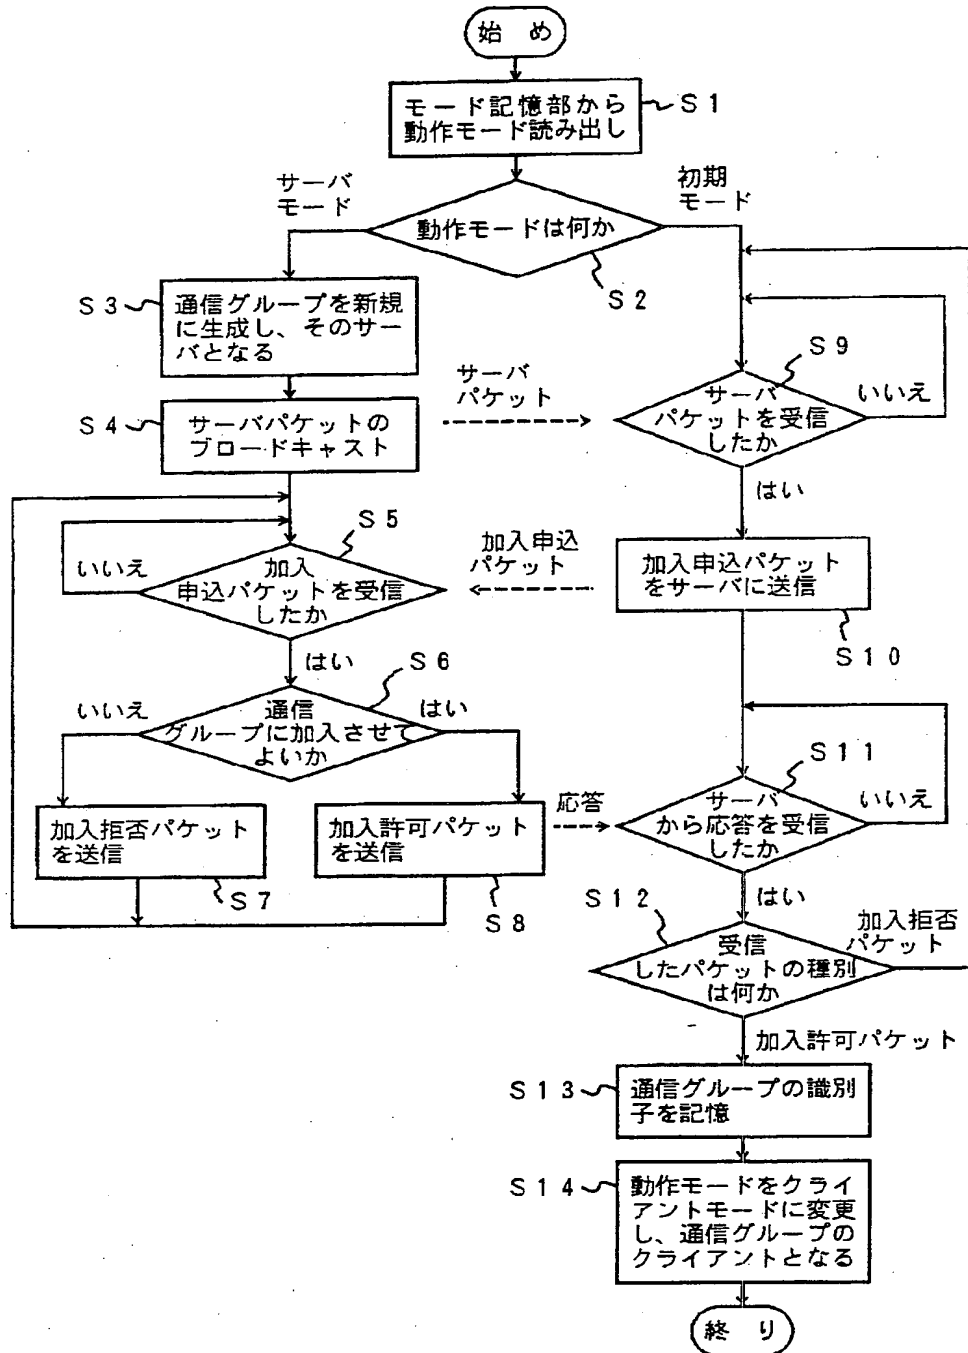 始 め
モード記憶部から
動作モード読み出し
S1
サーバ
モード
初期
モード
動作モードは何か
S2
S3
通信グループを新規
に生成し、そのサー
バとなる
S4
サーバパケットの
ブロードキャスト
サーバ
パケット
S9
サーバ
パケットを受信
したか
いいえ
はい
S5
加入
申込パケットを受信
したか
いいえ
加入申込
パケット
加入申込パケット
をサーバに送信
S10
はい
S6
通信
グループに加入させて
よいか
いいえ
はい
加入拒否パケット
を送信
S7
加入許可パケット
を送信
S8
応答
S11
サーバ
から応答を受信
したか
いいえ
はい
S12
受信
したパケットの種別
は何か
加入拒否
パケット
加入許可パケット
S13
通信グループの識別
子を記憶
S14
動作モードをクライ
アントモードに変更
し、通信グループの
クライアントとなる
終 り